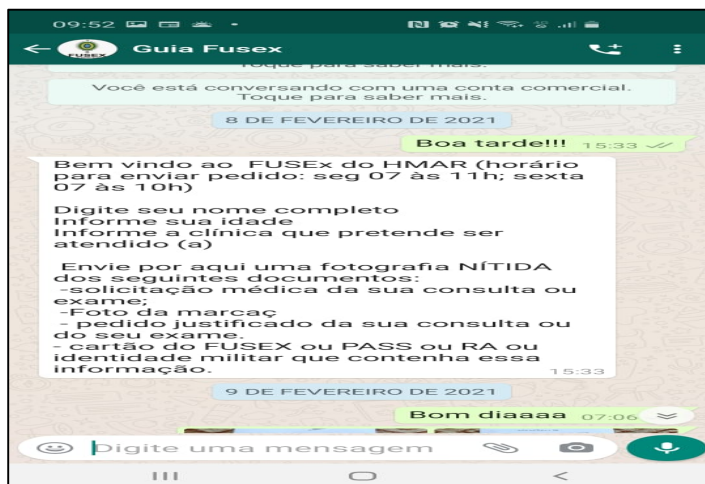 09:52
Guia Fusex
FUSEX
Toque para saber mais.
Você está conversando com uma conta comercial.
Toque para saber mais.
8 DE FEVEREIRO DE 2021
Boa tarde!!! 15:33
Bem vindo ao FUSEx do HMAR (horário
para enviar pedido: seg 07 às 11h; sexta
07 às 10h)
Digite seu nome completo
Informe sua idade
Informe a clínica que pretende ser
atendido (a)
Envie por aqui uma fotografia NÍTIDA
dos seguintes documentos:
-solicitação médica da sua consulta ou
exame;
-Foto da marcaç
- pedido justificado da sua consulta ou
do seu exame.
- cartão do FUSEX ou PASS ou RA ou
identidade militar que contenha essa
informação. 15:33
9 DE FEVEREIRO DE 2021
Bom diaaaa 07:06
Digite uma mensagem